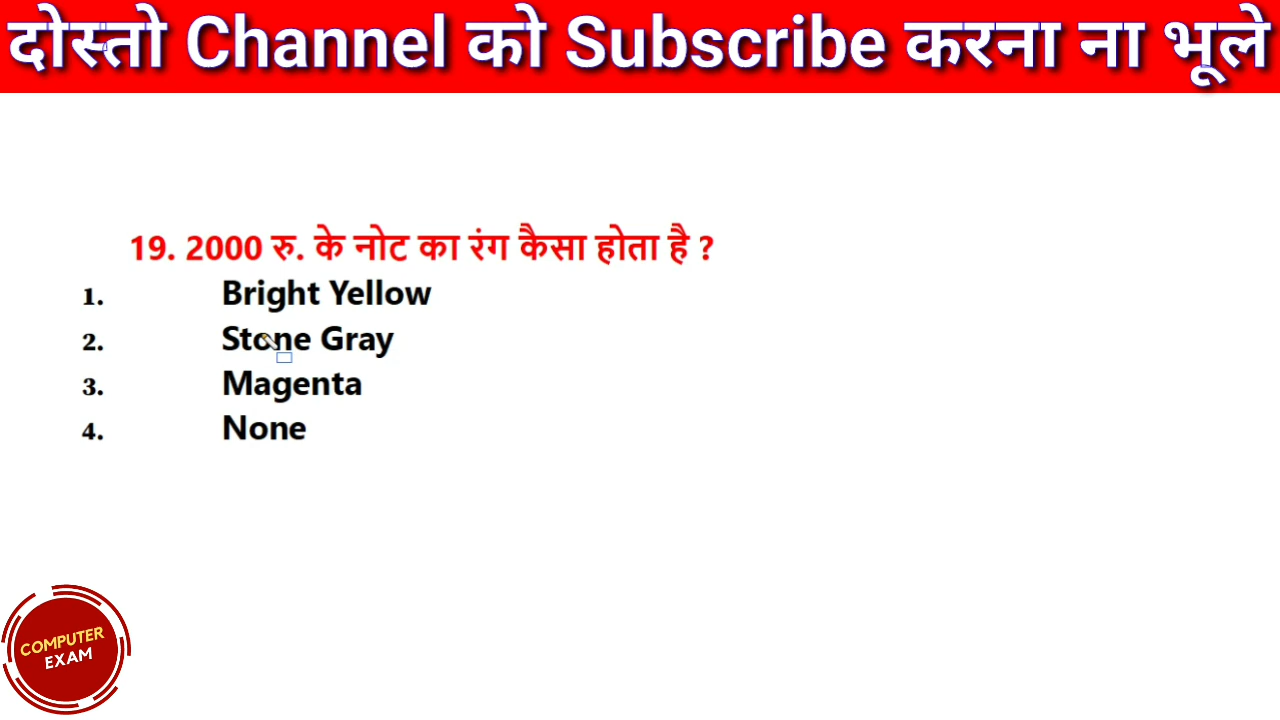 दोस्तो Channel को Subscribe करना ना भूले
19. 2000 रु. के नोट का रंग कैसा होता है ?
1. Bright Yellow
2. Stone Gray
3. Magenta
4. None
COMPUTER
EXAM